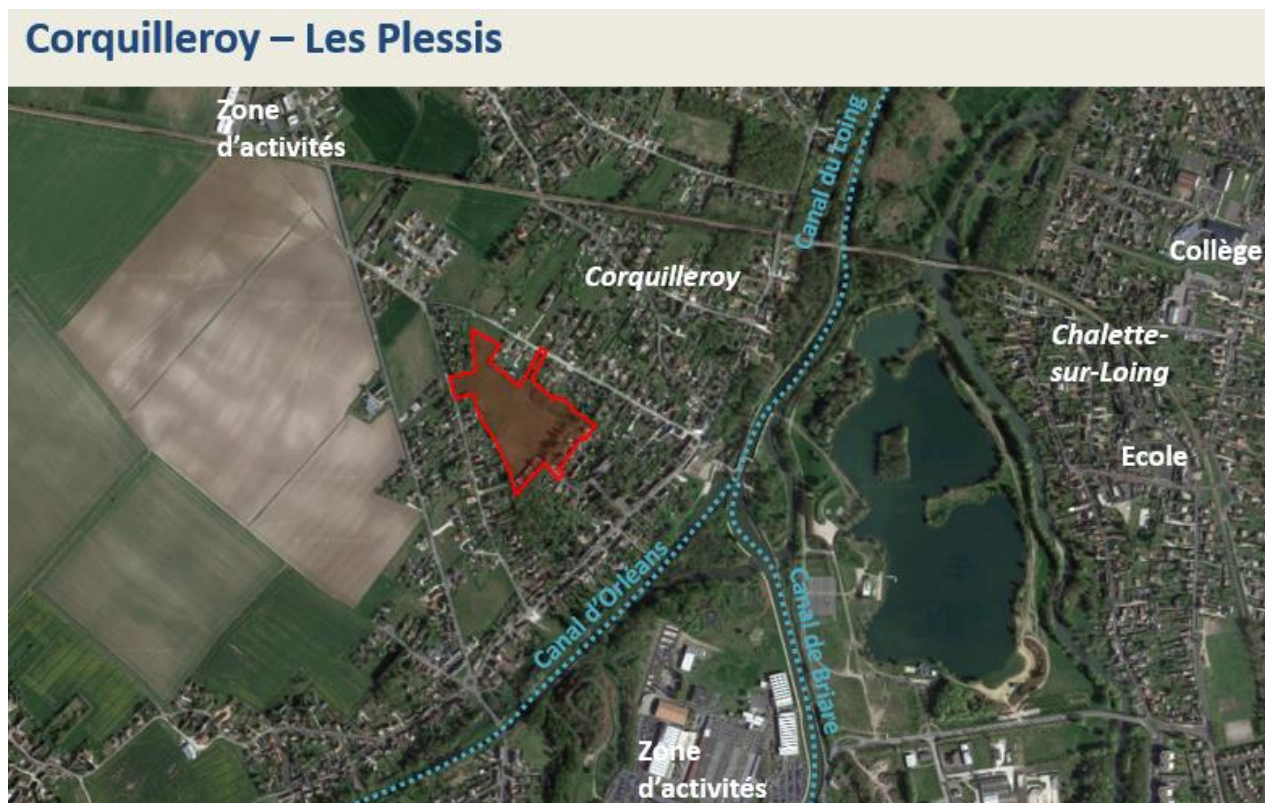 Corquilleroy – Les Plessis
Zone
d'activités
Canal du Loing
Corquilleroy
Collège
Chalette-
sur-Loing
Ecole
Canal d'Orléans
Canal de Briare
Zone
d'activités